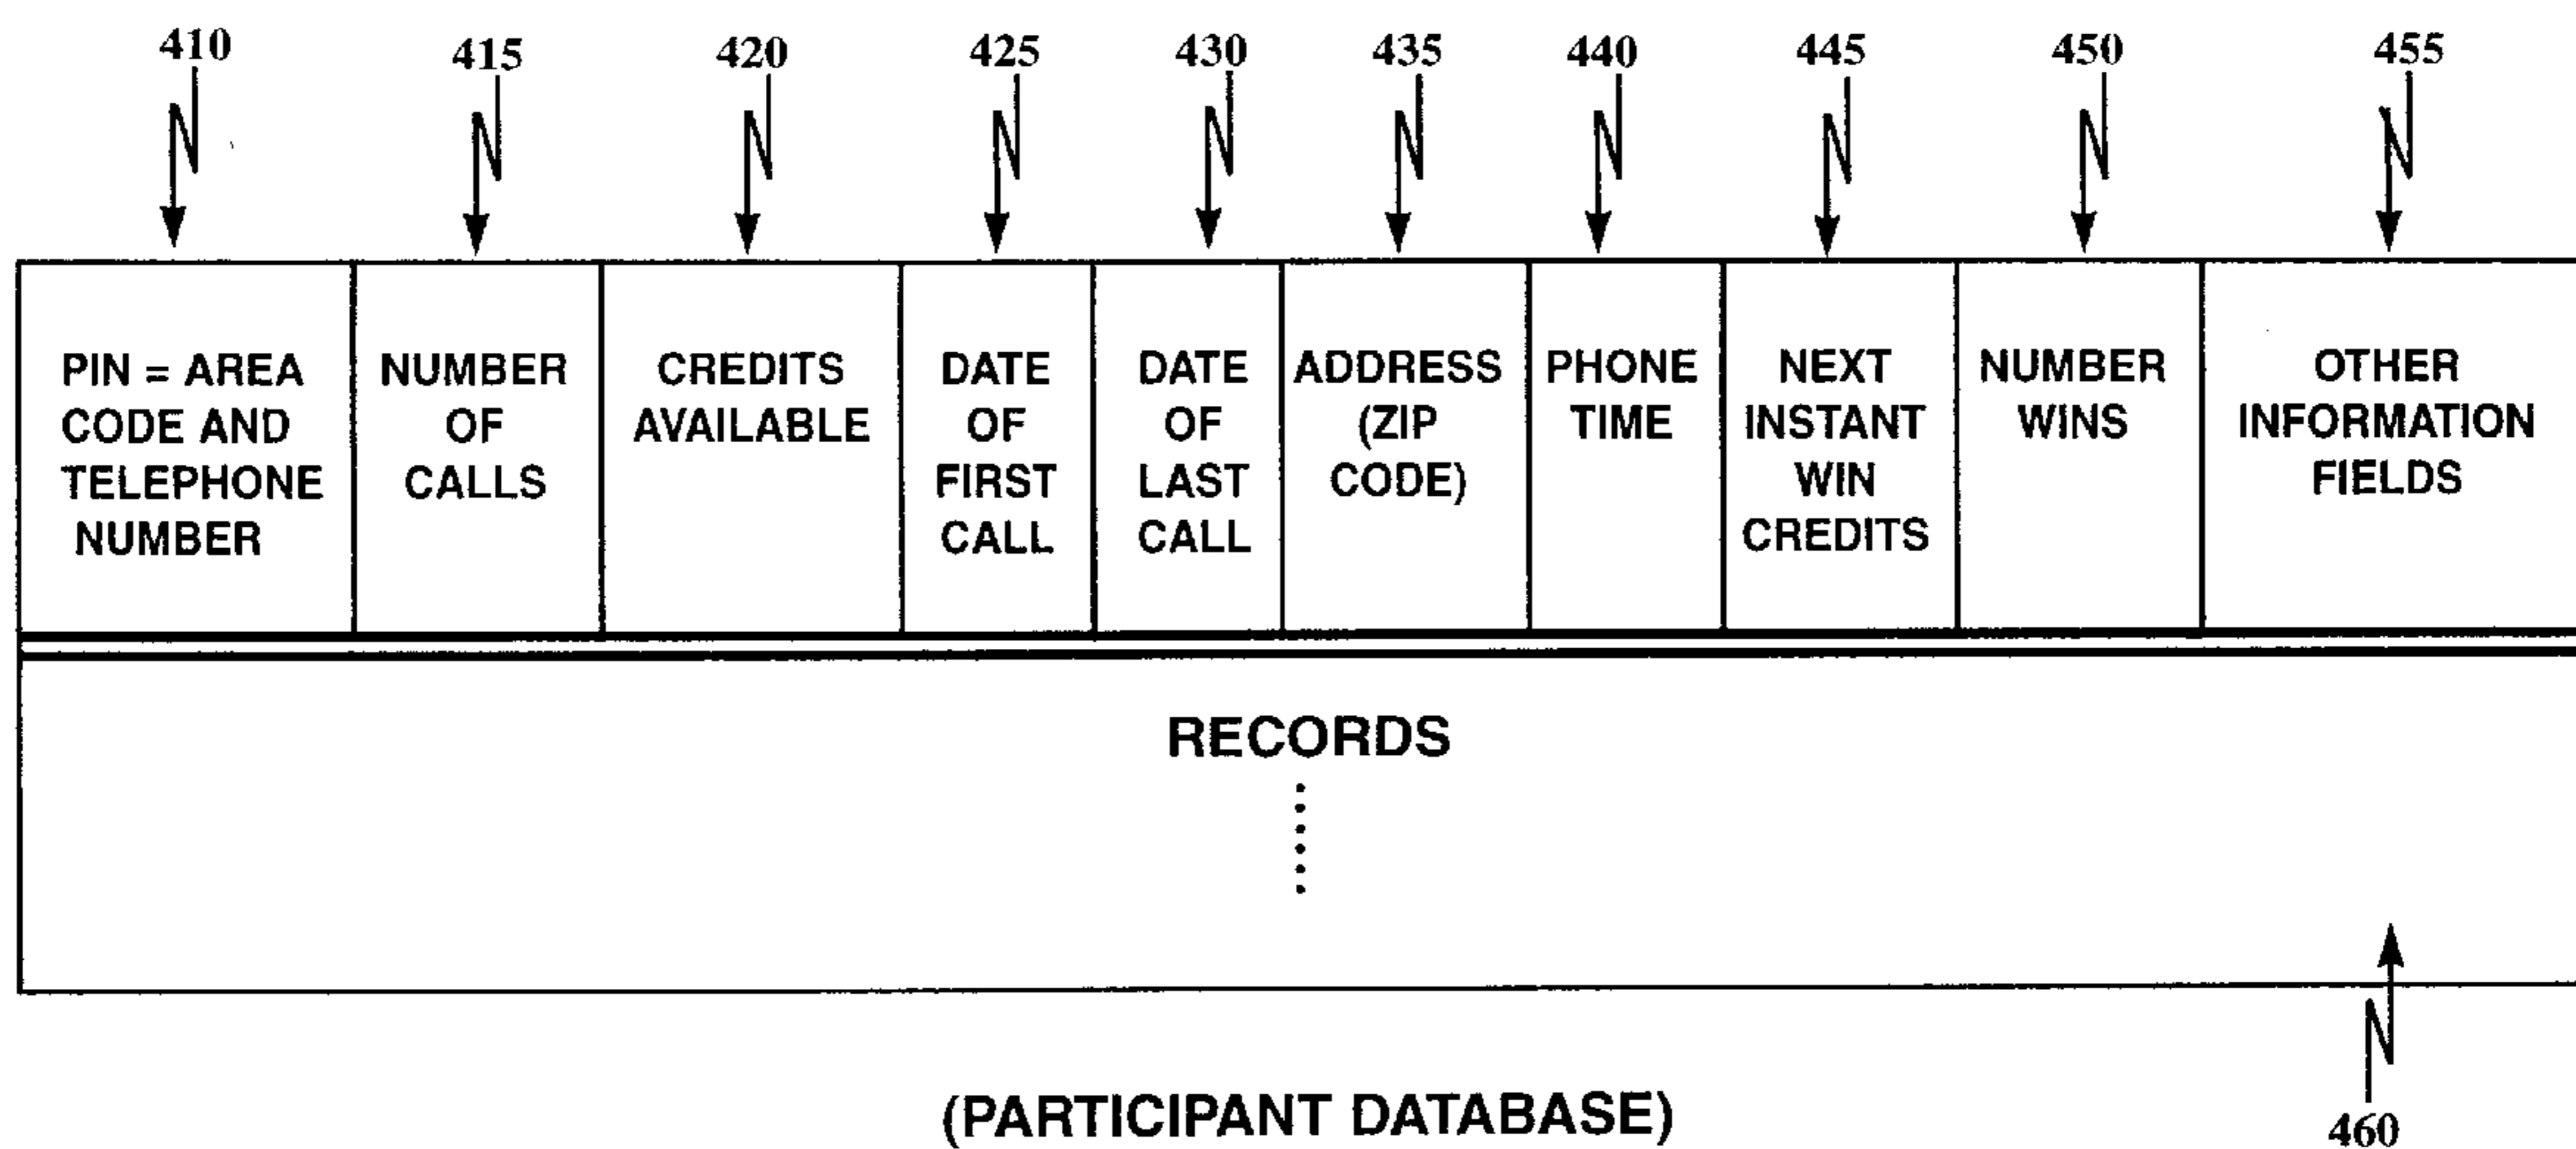 410 415 420 425 430 435 440 445 450 455
PIN = AREA
CODE AND
TELEPHONE
NUMBER
NUMBER
OF
CALLS
CREDITS
AVAILABLE
DATE
OF
FIRST
CALL
DATE
OF
LAST
CALL
ADDRESS
(ZIP
CODE)
PHONE
TIME
NEXT
INSTANT
WIN
CREDITS
NUMBER
WINS
OTHER
INFORMATION
FIELDS
RECORDS
(PARTICIPANT DATABASE)
460